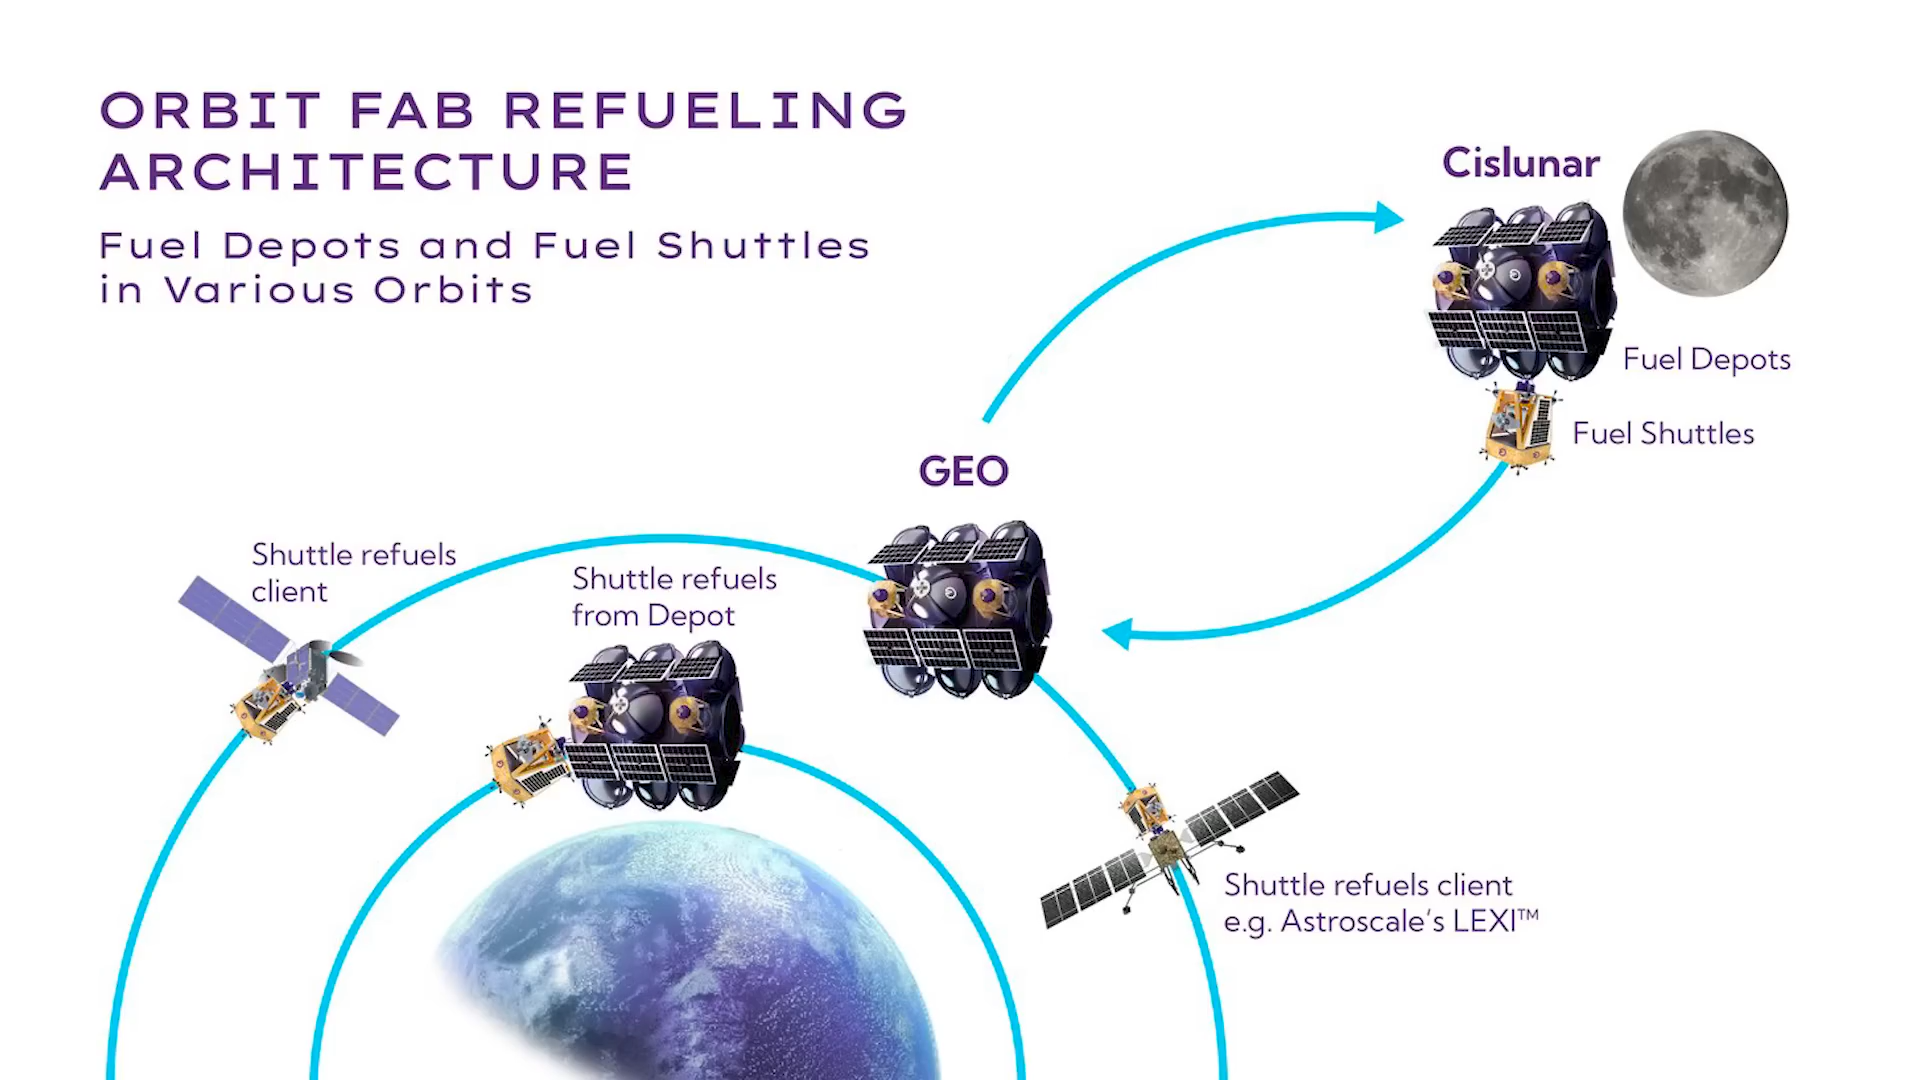 ORBIT FAB REFUELING
ARCHITECTURE
Fuel Depots and Fuel Shuttles
in Various Orbits
Cislunar
Fuel Depots
Fuel Shuttles
GEO
Shuttle refuels
client
Shuttle refuels
from Depot
Shuttle refuels client
e.g. Astroscale's LEXI™